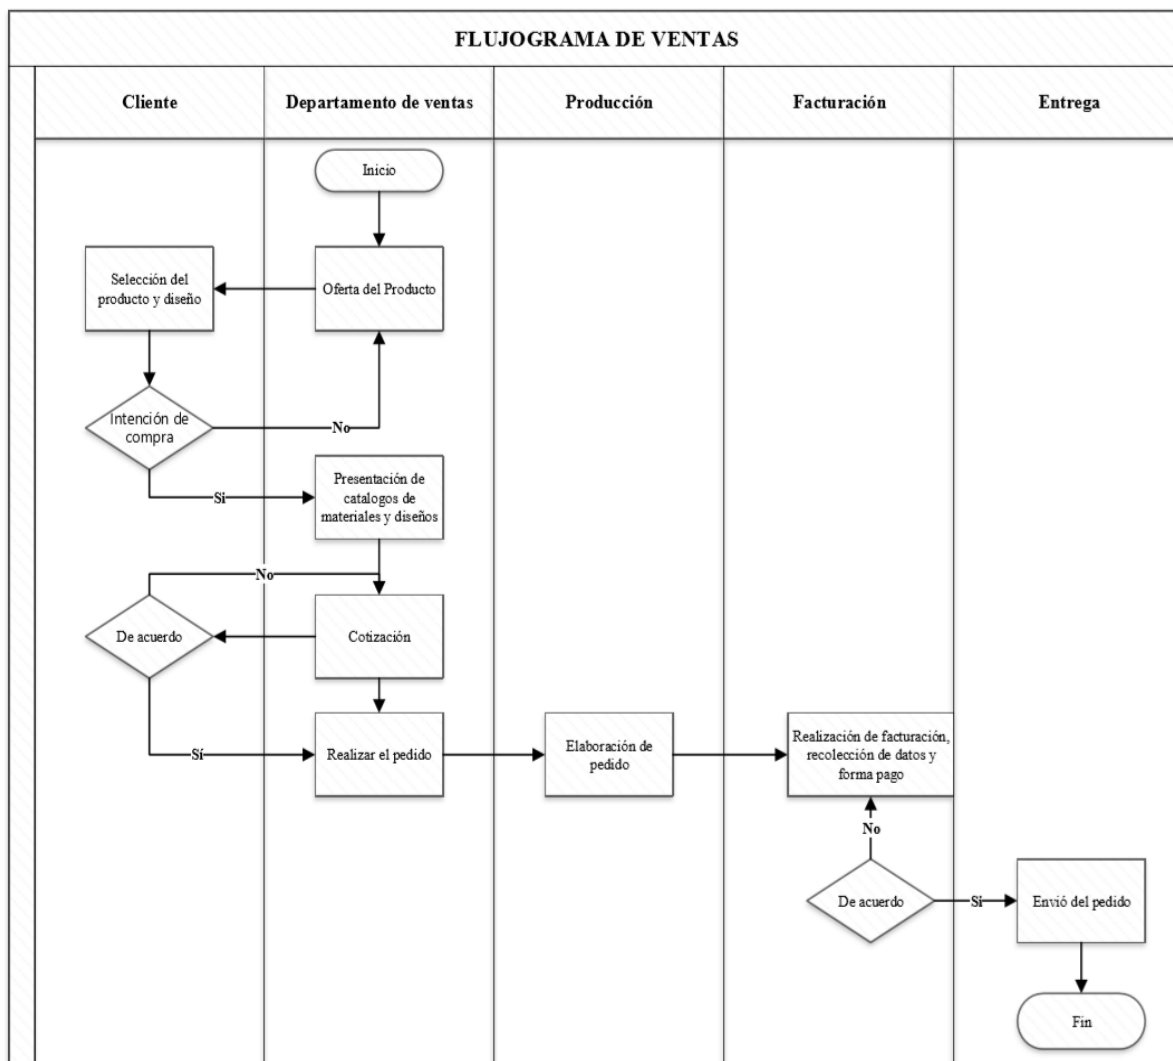 FLUJOGRAMA DE VENTAS
Cliente
Departamento de ventas
Producción
Facturación
Entrega
Inicio
Selección del
producto y diseño
Oferta del Producto
Intención de
compra
No
Si
Presentación de
catalogos de
materiales y diseños
No
De acuerdo
Cotización
Sí
Realizar el pedido
Elaboración de
pedido
Realización de facturación,
recolección de datos y
forma pago
No
De acuerdo
Si
Envió del pedido
Fin